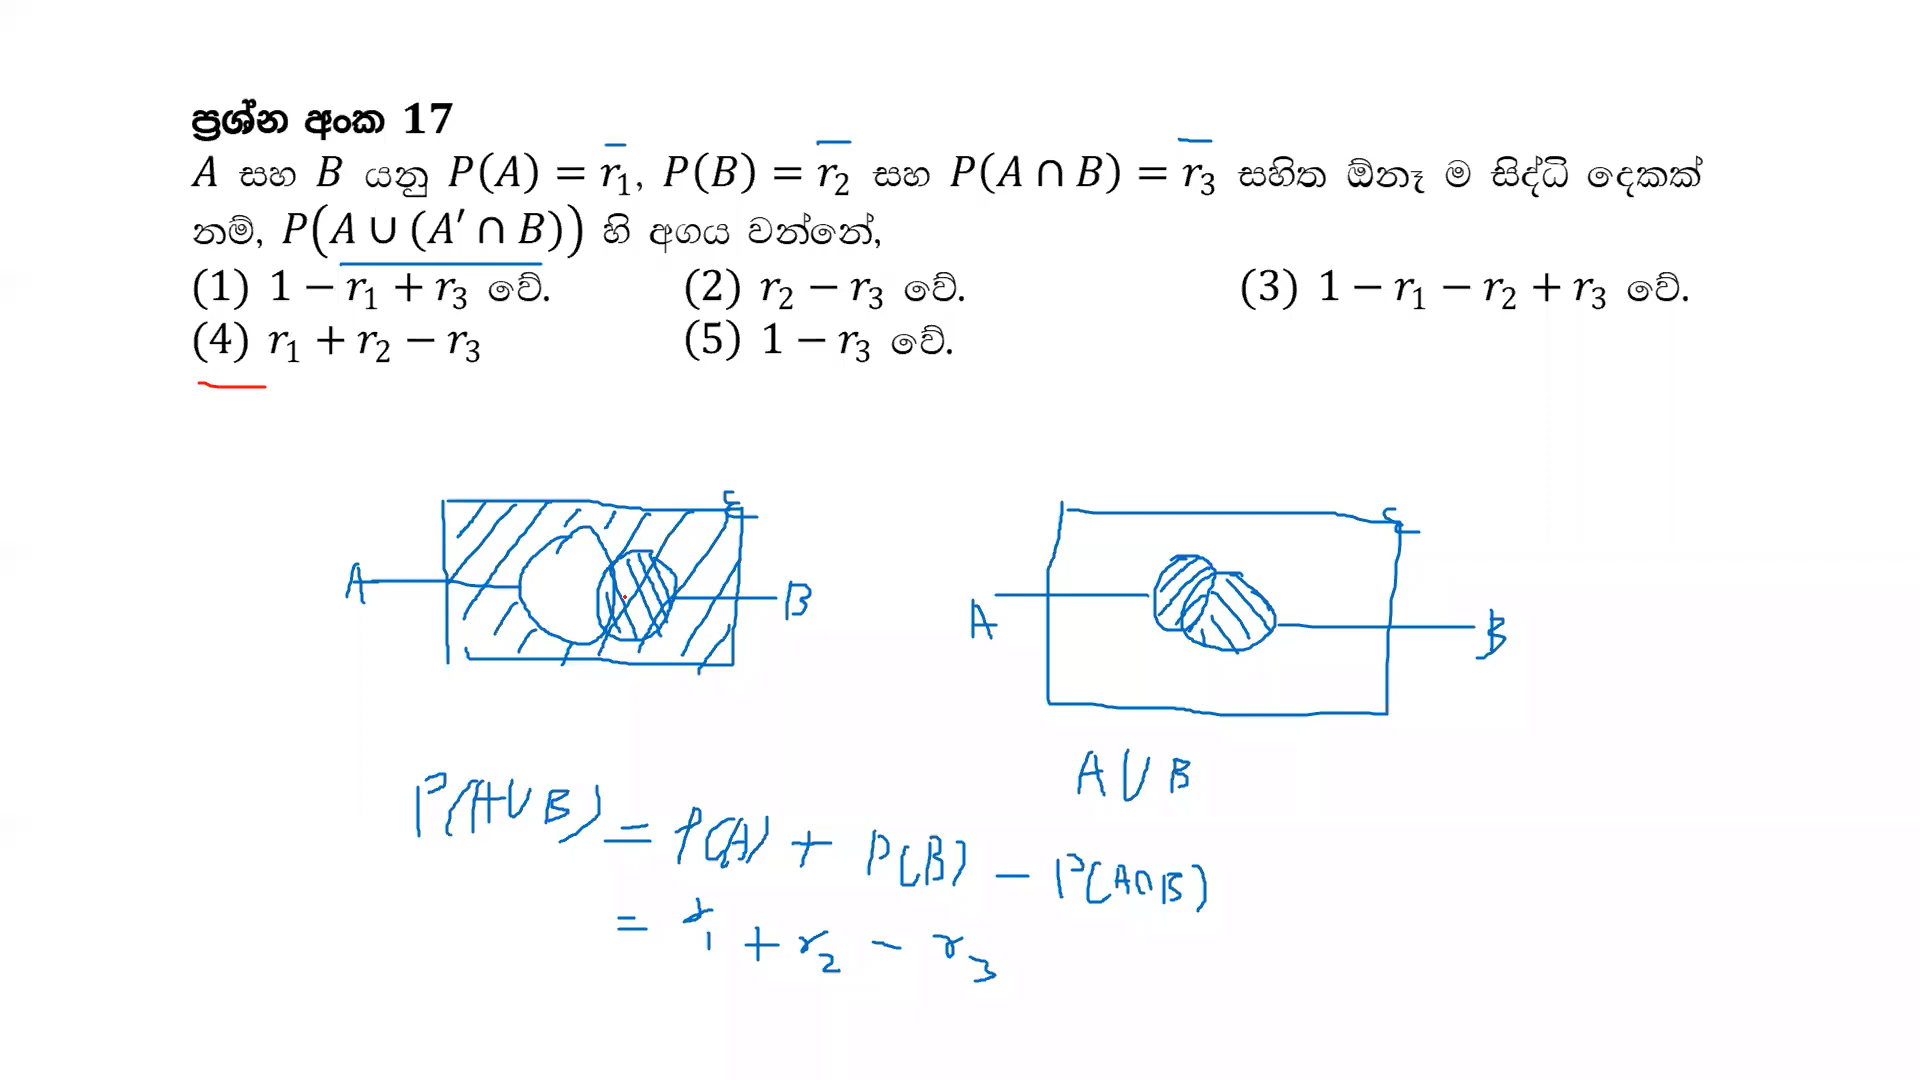 ප්‍රශ්න අංක 17
A සහ B යනු P(A) = r₁, P(B) = r₂ සහ P(A ∩ B) = r₃ සහිත ඕනෑ ම සිද්ධි දෙකක්
නම්, P(A ∪ (A′ ∩ B)) හි අගය වන්නේ,
(1) 1 − r₁ + r₃ වේ. (2) r₂ − r₃ වේ. (3) 1 − r₁ − r₂ + r₃ වේ.
(4) r₁ + r₂ − r₃ (5) 1 − r₃ වේ.
A B
A B
A ∪ B
P(A ∪ B) = P(A) + P(B) − P(A∩B)
= r₁ + r₂ − r₃